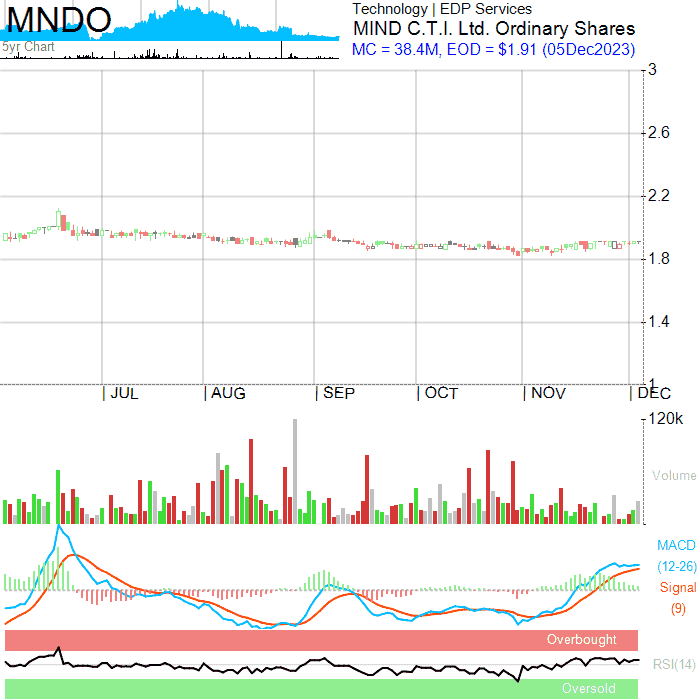 MNDO
5yr Chart
Technology | EDP Services
MIND C.T.I. Ltd. Ordinary Shares
MC = 38.4M, EOD = $1.91 (05Dec2023)
3
2.6
2.2
1.8
1.4
1
| JUL | AUG | SEP | OCT | NOV | DEC
120k
Volume
MACD
(12-26)
Signal
(9)
Overbought
RSI(14)
Oversold